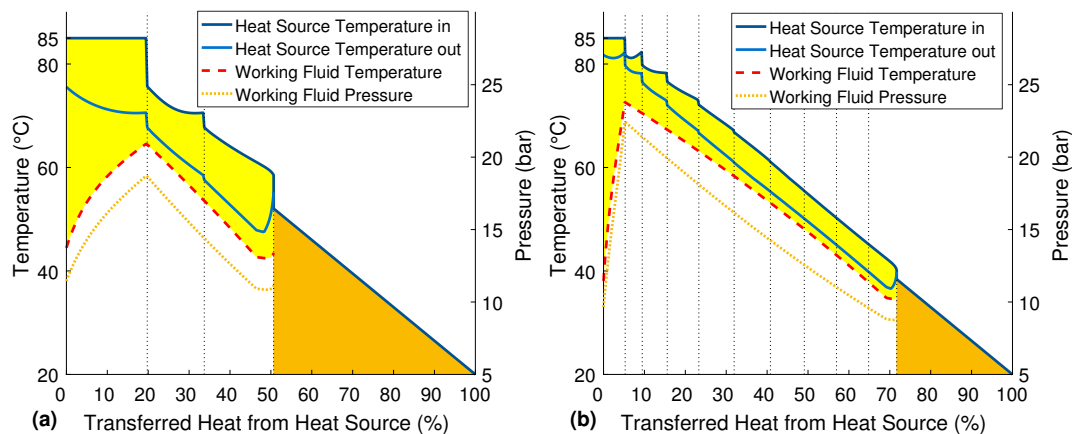 Heat Source Temperature in
Heat Source Temperature out
Working Fluid Temperature
Working Fluid Pressure
Temperature (°C)
85
80
60
40
20
Pressure (bar)
25
20
15
10
5
0 10 20 30 40 50 60 70 80 90 100
(a) Transferred Heat from Heat Source (%)
Heat Source Temperature in
Heat Source Temperature out
Working Fluid Temperature
Working Fluid Pressure
Temperature (°C)
85
80
60
40
20
Pressure (bar)
25
20
15
10
5
0 10 20 30 40 50 60 70 80 90 100
(b) Transferred Heat from Heat Source (%)